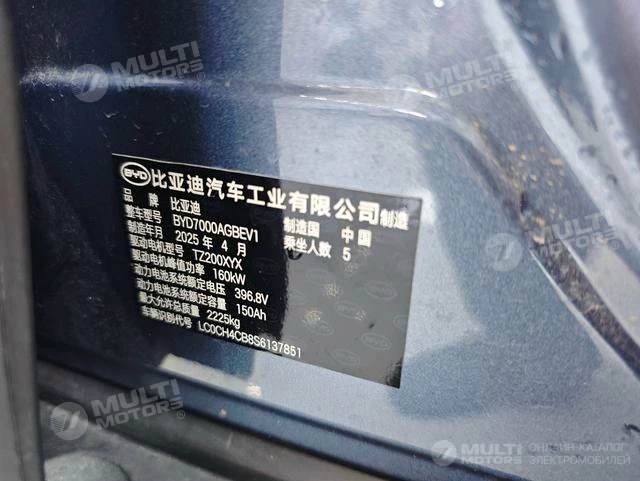 MULTI
MOTORS®
MULTI
MOTORS®
BYD 比亚迪汽车工业有限公司 制造
品 牌 比亚迪
整车型号 BYD7000AGBEV1 制造国 中国
制造年月 2025 年 4 月 乘坐人数 5
驱动电机型号 TZ200XYX
驱动电机峰值功率 160kW
动力电池系统额定电压 396.8V
动力电池系统额定容量 150Ah
最大允许总质量 2225kg
车辆识别代号 LC0CH4CB8S6137851
MULTI
MOTORS®
MULTI
MOTORS®
ОНЛАЙН-КАТАЛОГ
ЭЛЕКТРОМОБИЛЕЙ